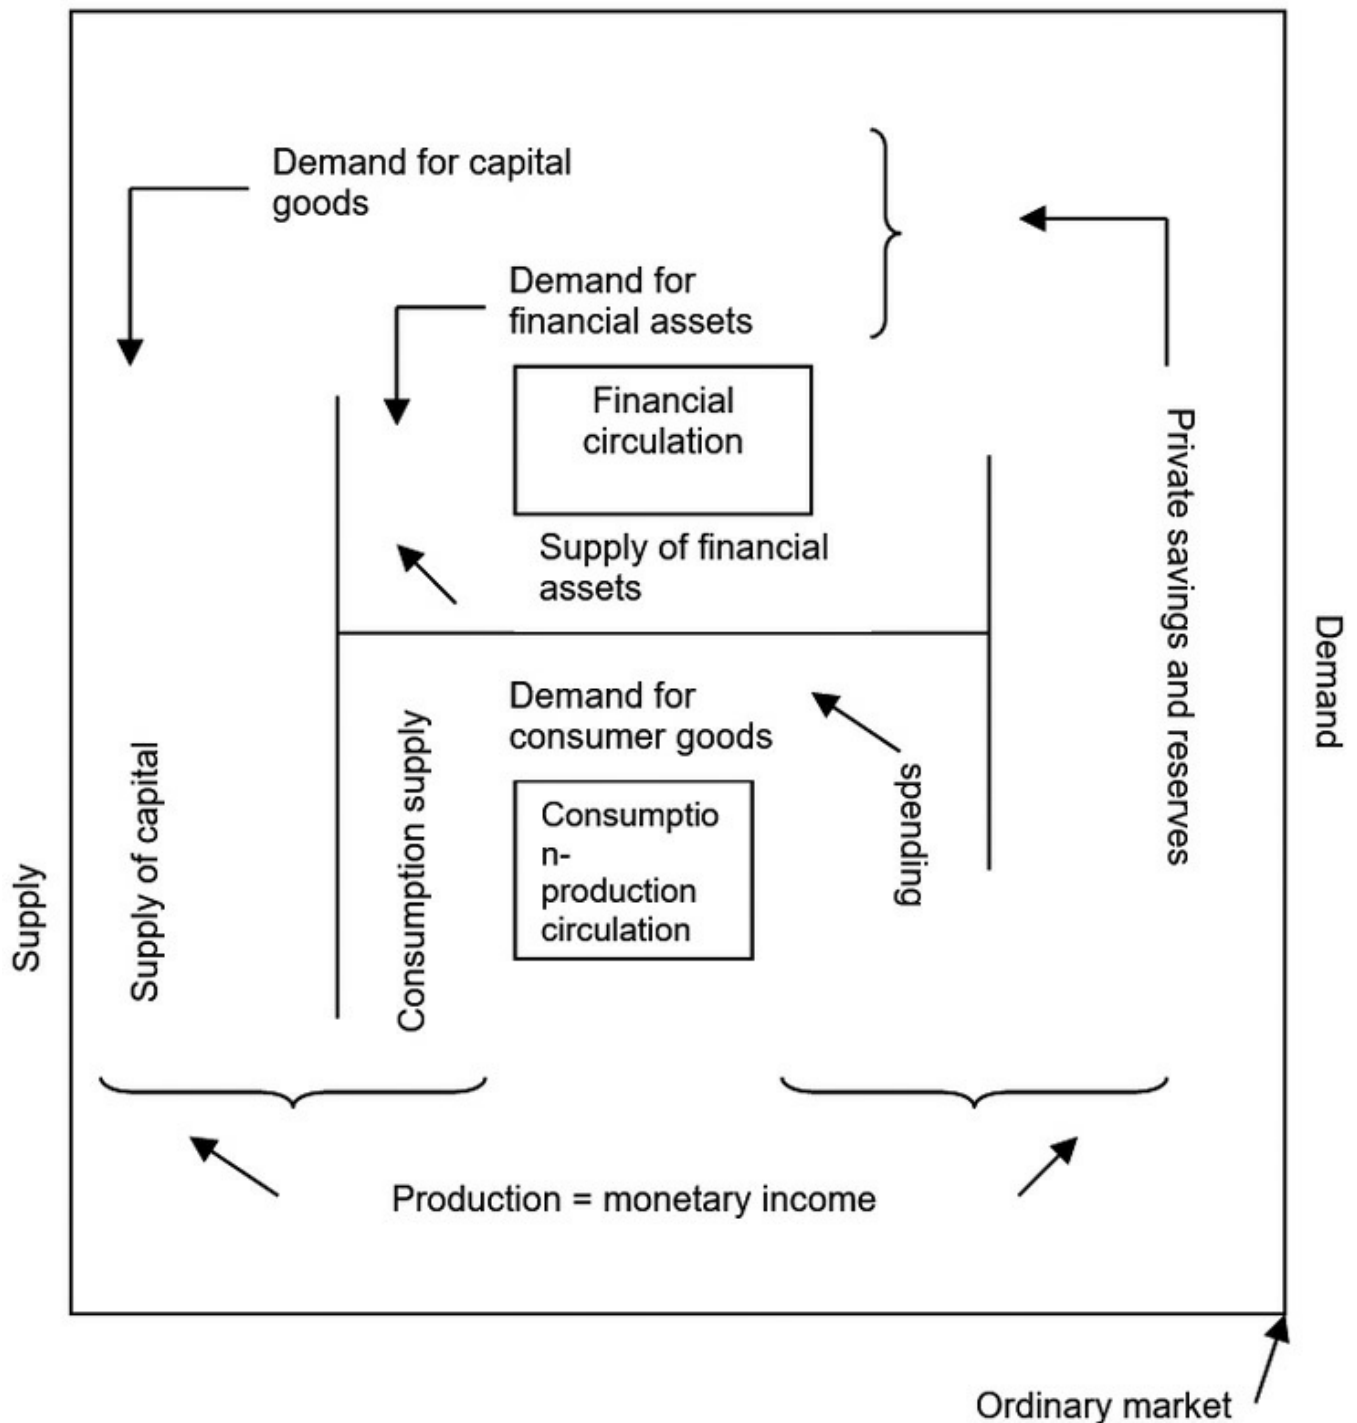 Demand for capital
goods
Demand for
financial assets
Financial
circulation
Supply of financial
assets
Private savings and reserves
Demand
Demand for
consumer goods
spending
Supply
Supply of capital
Consumption supply
Consumptio
n-
production
circulation
Production = monetary income
Ordinary market